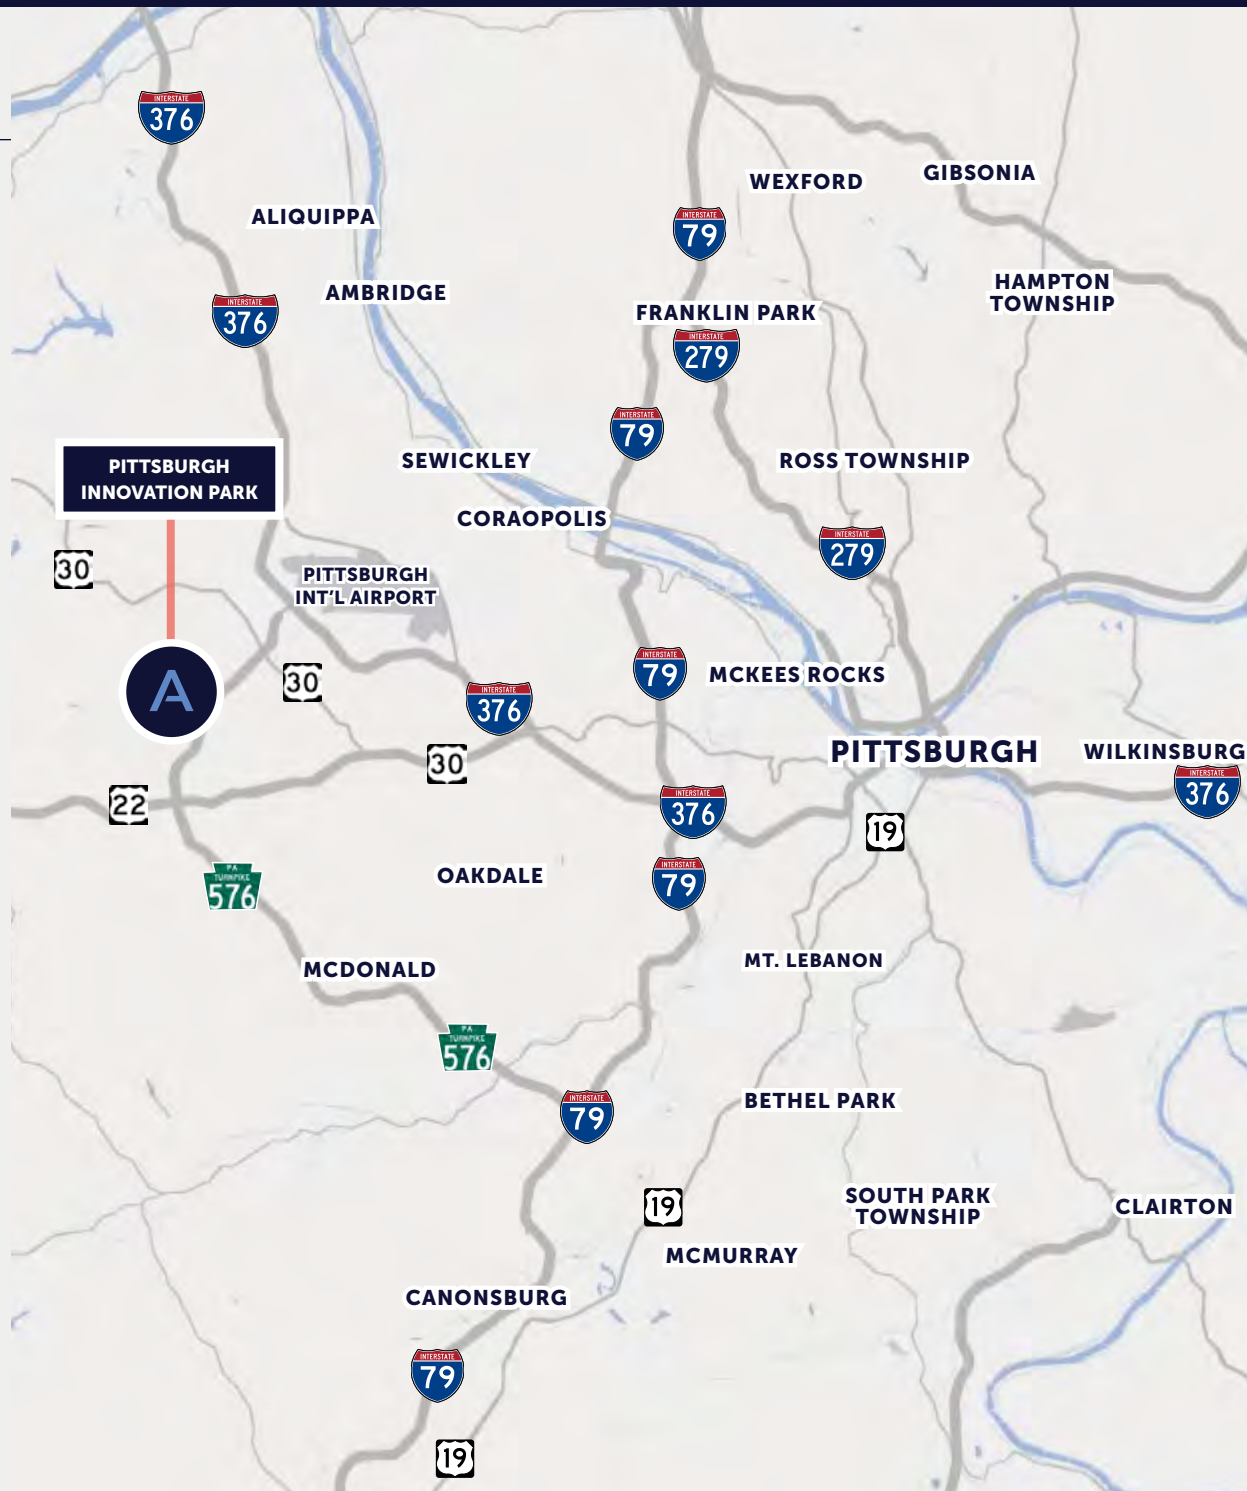 INTERSTATE
376
WEXFORD
GIBSONIA
ALIQUIPPA
INTERSTATE
79
AMBRIDGE
HAMPTON
TOWNSHIP
INTERSTATE
376
FRANKLIN PARK
INTERSTATE
279
INTERSTATE
79
SEWICKLEY
ROSS TOWNSHIP
PITTSBURGH
INNOVATION PARK
CORAOPOLIS
INTERSTATE
279
30
PITTSBURGH
INT'L AIRPORT
A
30
INTERSTATE
79
MCKEES ROCKS
INTERSTATE
376
PITTSBURGH
WILKINSBURG
30
INTERSTATE
376
22
INTERSTATE
376
19
PA
TURNPIKE
576
OAKDALE
INTERSTATE
79
MCDONALD
MT. LEBANON
PA
TURNPIKE
576
INTERSTATE
79
BETHEL PARK
19
SOUTH PARK
TOWNSHIP
CLAIRTON
MCMURRAY
CANONSBURG
INTERSTATE
79
19